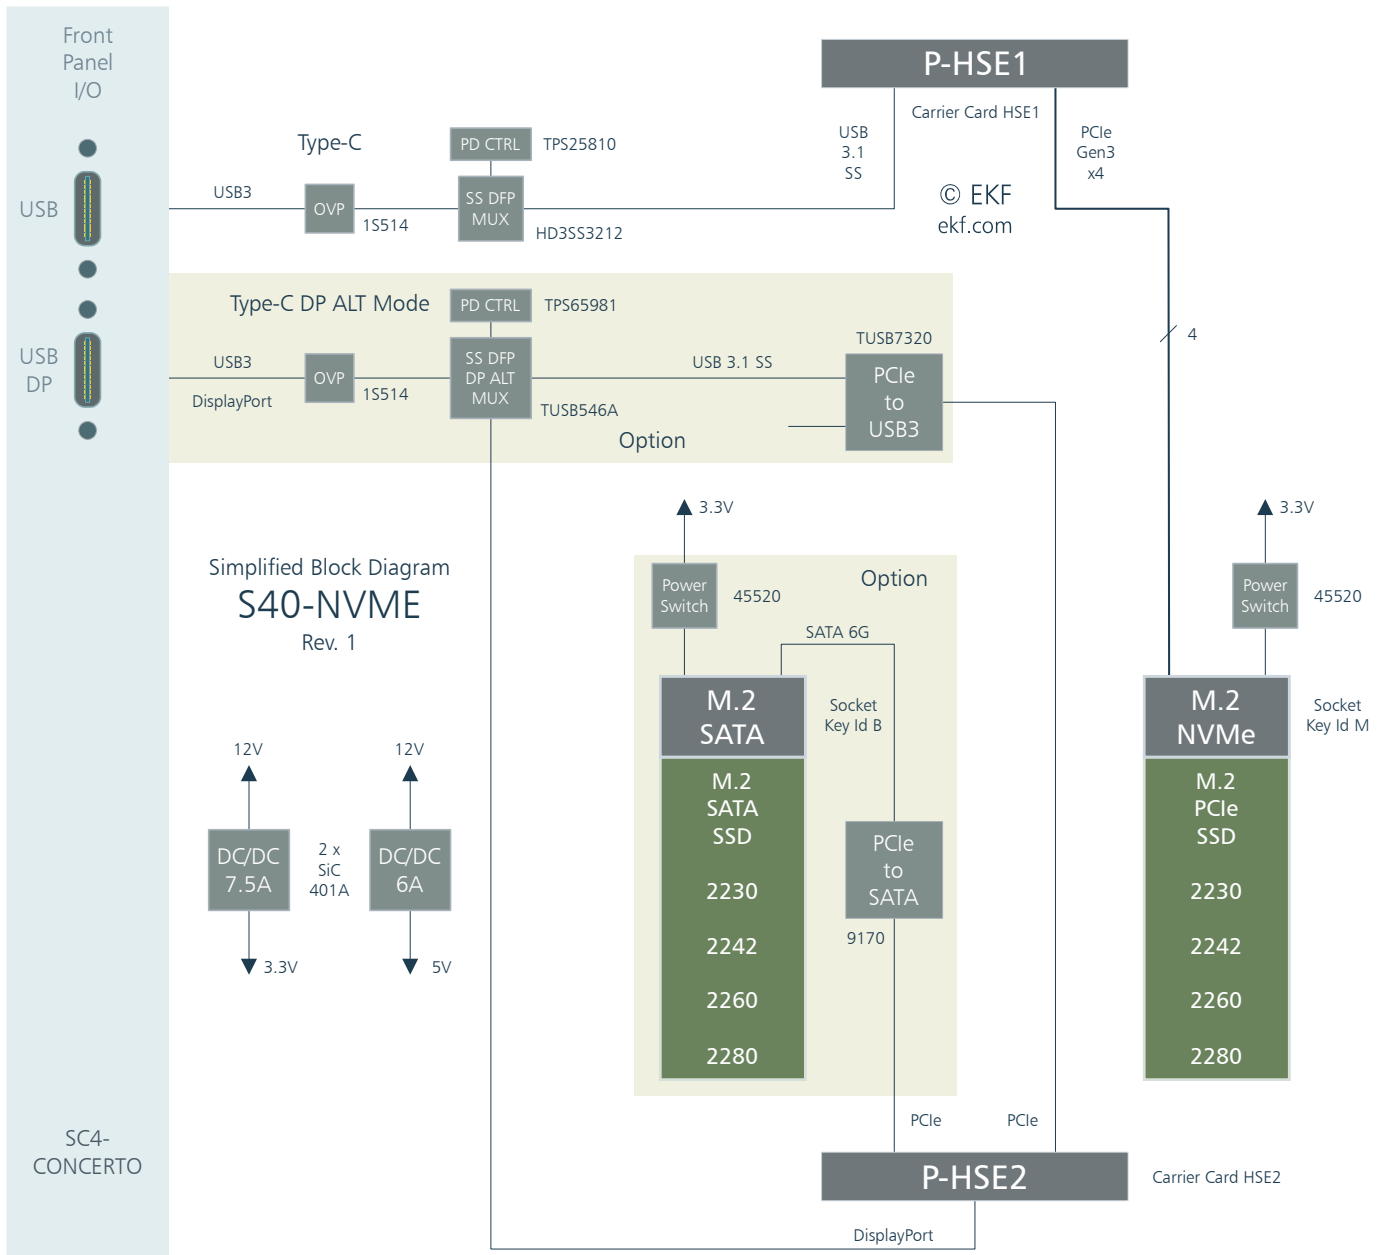 Front
Panel
I/O
P-HSE1
Carrier Card HSE1
USB
3.1
SS
PCIe
Gen3
x4
© EKF
ekf.com
Type-C
PD CTRL
TPS25810
USB
USB3
OVP
1S514
SS DFP
MUX
HD3SS3212
Type-C DP ALT Mode
PD CTRL
TPS65981
USB
DP
USB3
DisplayPort
OVP
1S514
SS DFP
DP ALT
MUX
TUSB546A
USB 3.1 SS
TUSB7320
PCIe
to
USB3
Option
4
Simplified Block Diagram
S40-NVME
Rev. 1
3.3V
Power
Switch
45520
Option
SATA 6G
M.2
SATA
Socket
Key Id B
M.2
SATA
SSD
2230
2242
2260
2280
PCIe
to
SATA
9170
3.3V
Power
Switch
45520
M.2
NVMe
Socket
Key Id M
M.2
PCIe
SSD
2230
2242
2260
2280
12V
DC/DC
7.5A
3.3V
2 x
SiC
401A
12V
DC/DC
6A
5V
SC4-
CONCERTO
PCIe
PCIe
P-HSE2
Carrier Card HSE2
DisplayPort